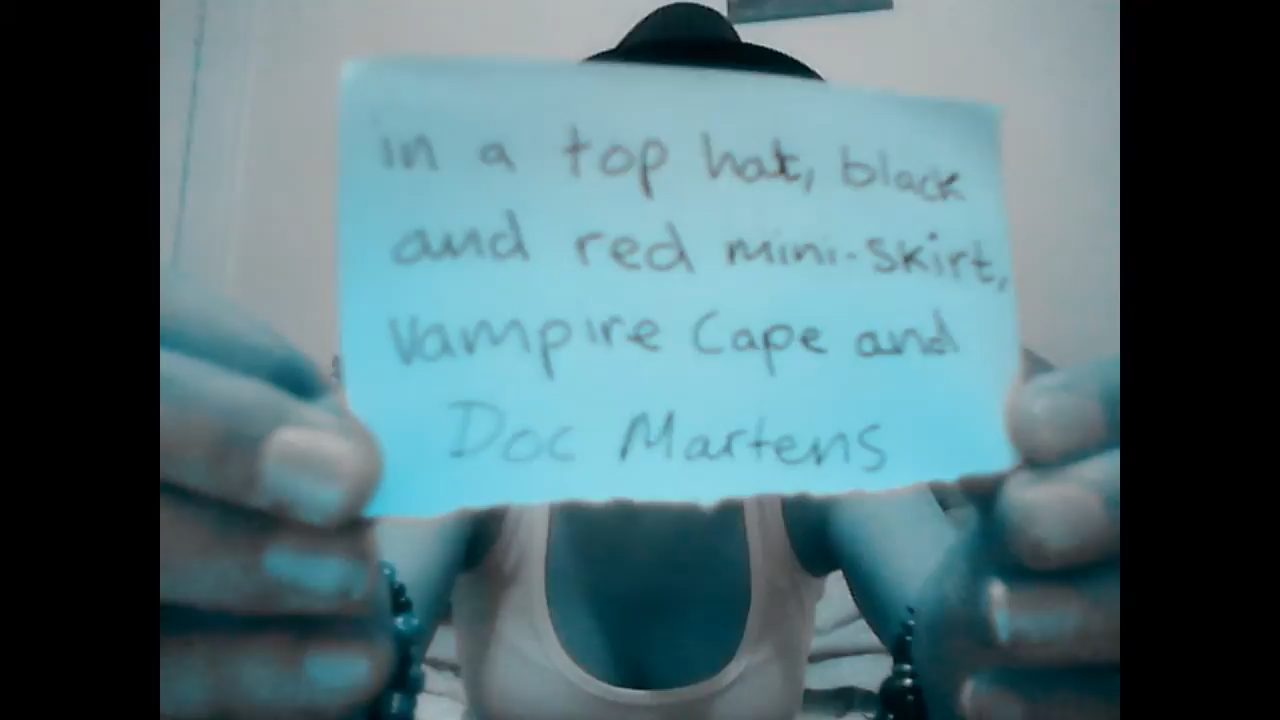 in a top hat, black
and red mini-skirt,
vampire Cape and
Doc Martens